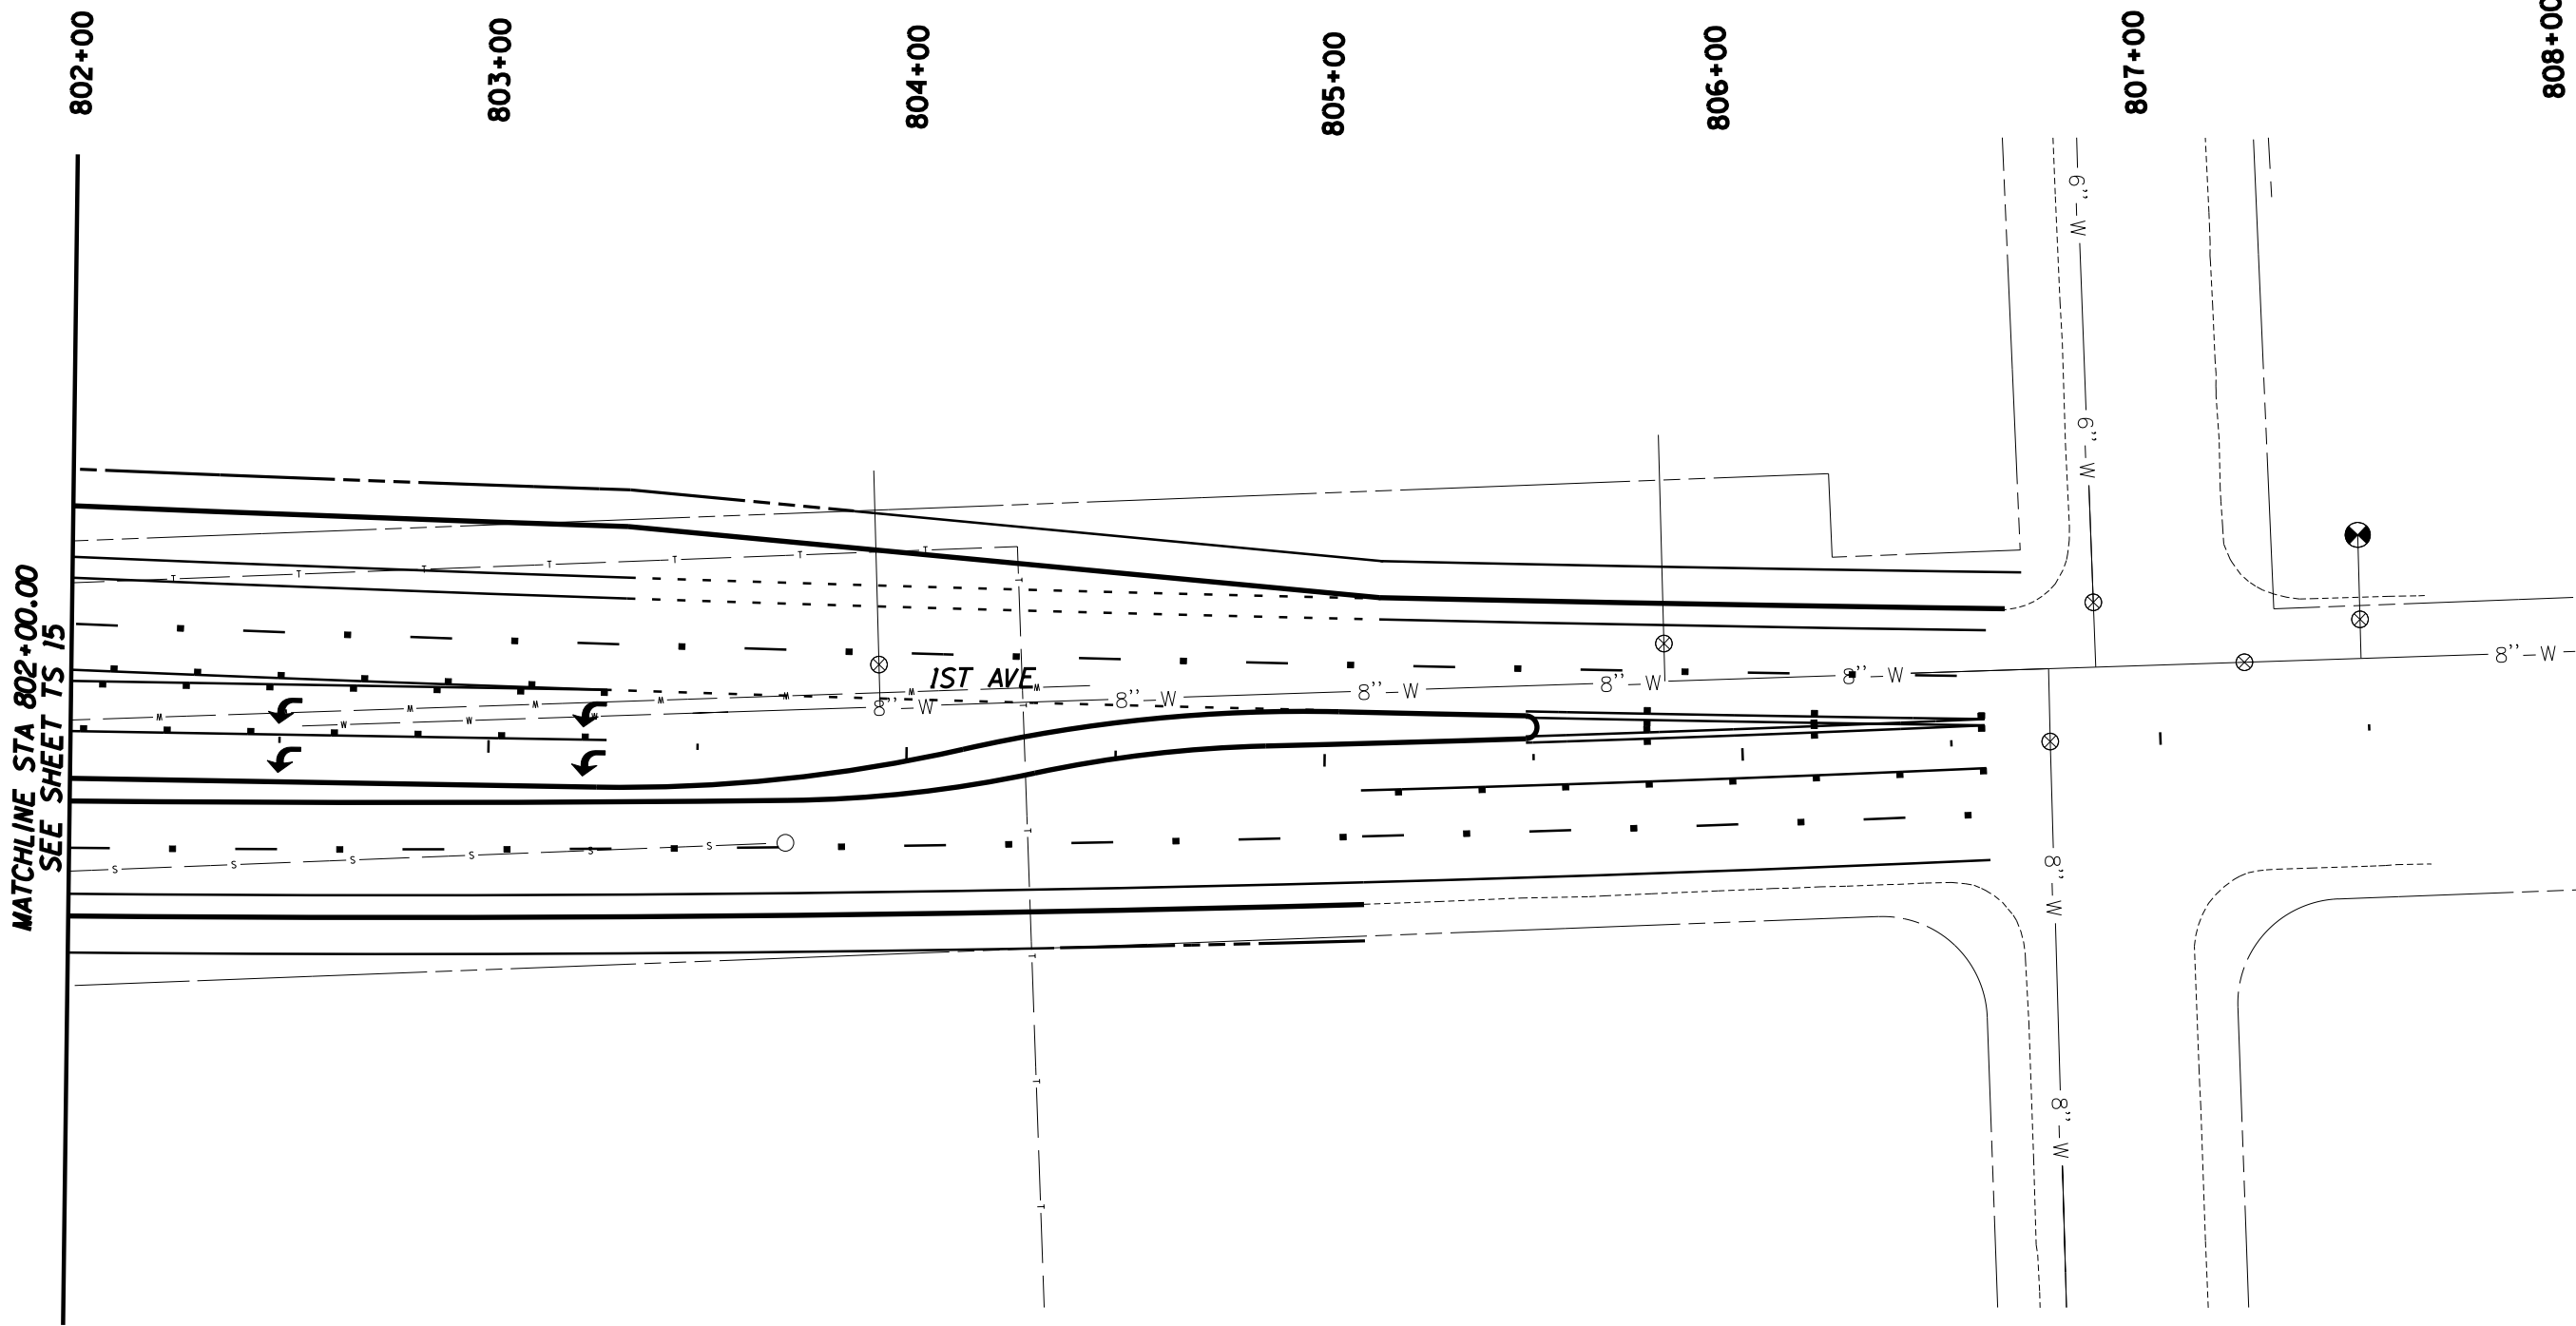 802+00
803+00
804+00
805+00
806+00
807+00
808+00
MATCHLINE STA 802+00.00
SEE SHEET TS 15
1ST AVE
6" W
6" W
8" W
8" W
8" W
8" W
8" W
8" W
8" W
8" W
T T T T T T T
T
T
T
T
T
T
T
W W W W W W W W
W W W
S S S S S S